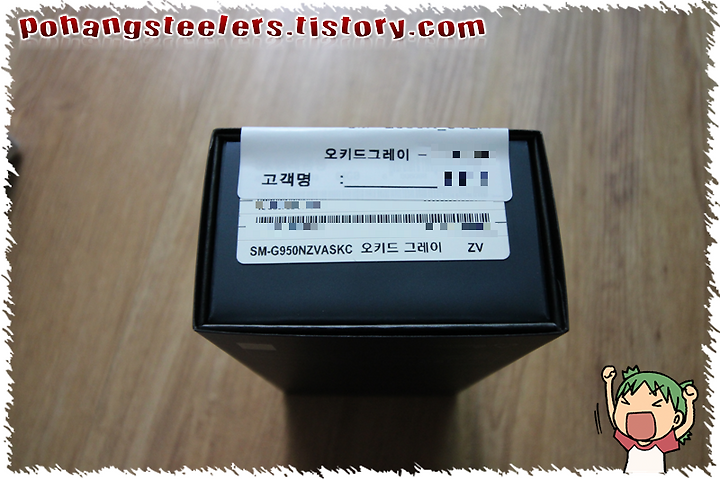 pohangsteelers.tistory.com
오키드그레이 –
고객명 :
SM-G950NZVASKC 오키드 그레이 ZV